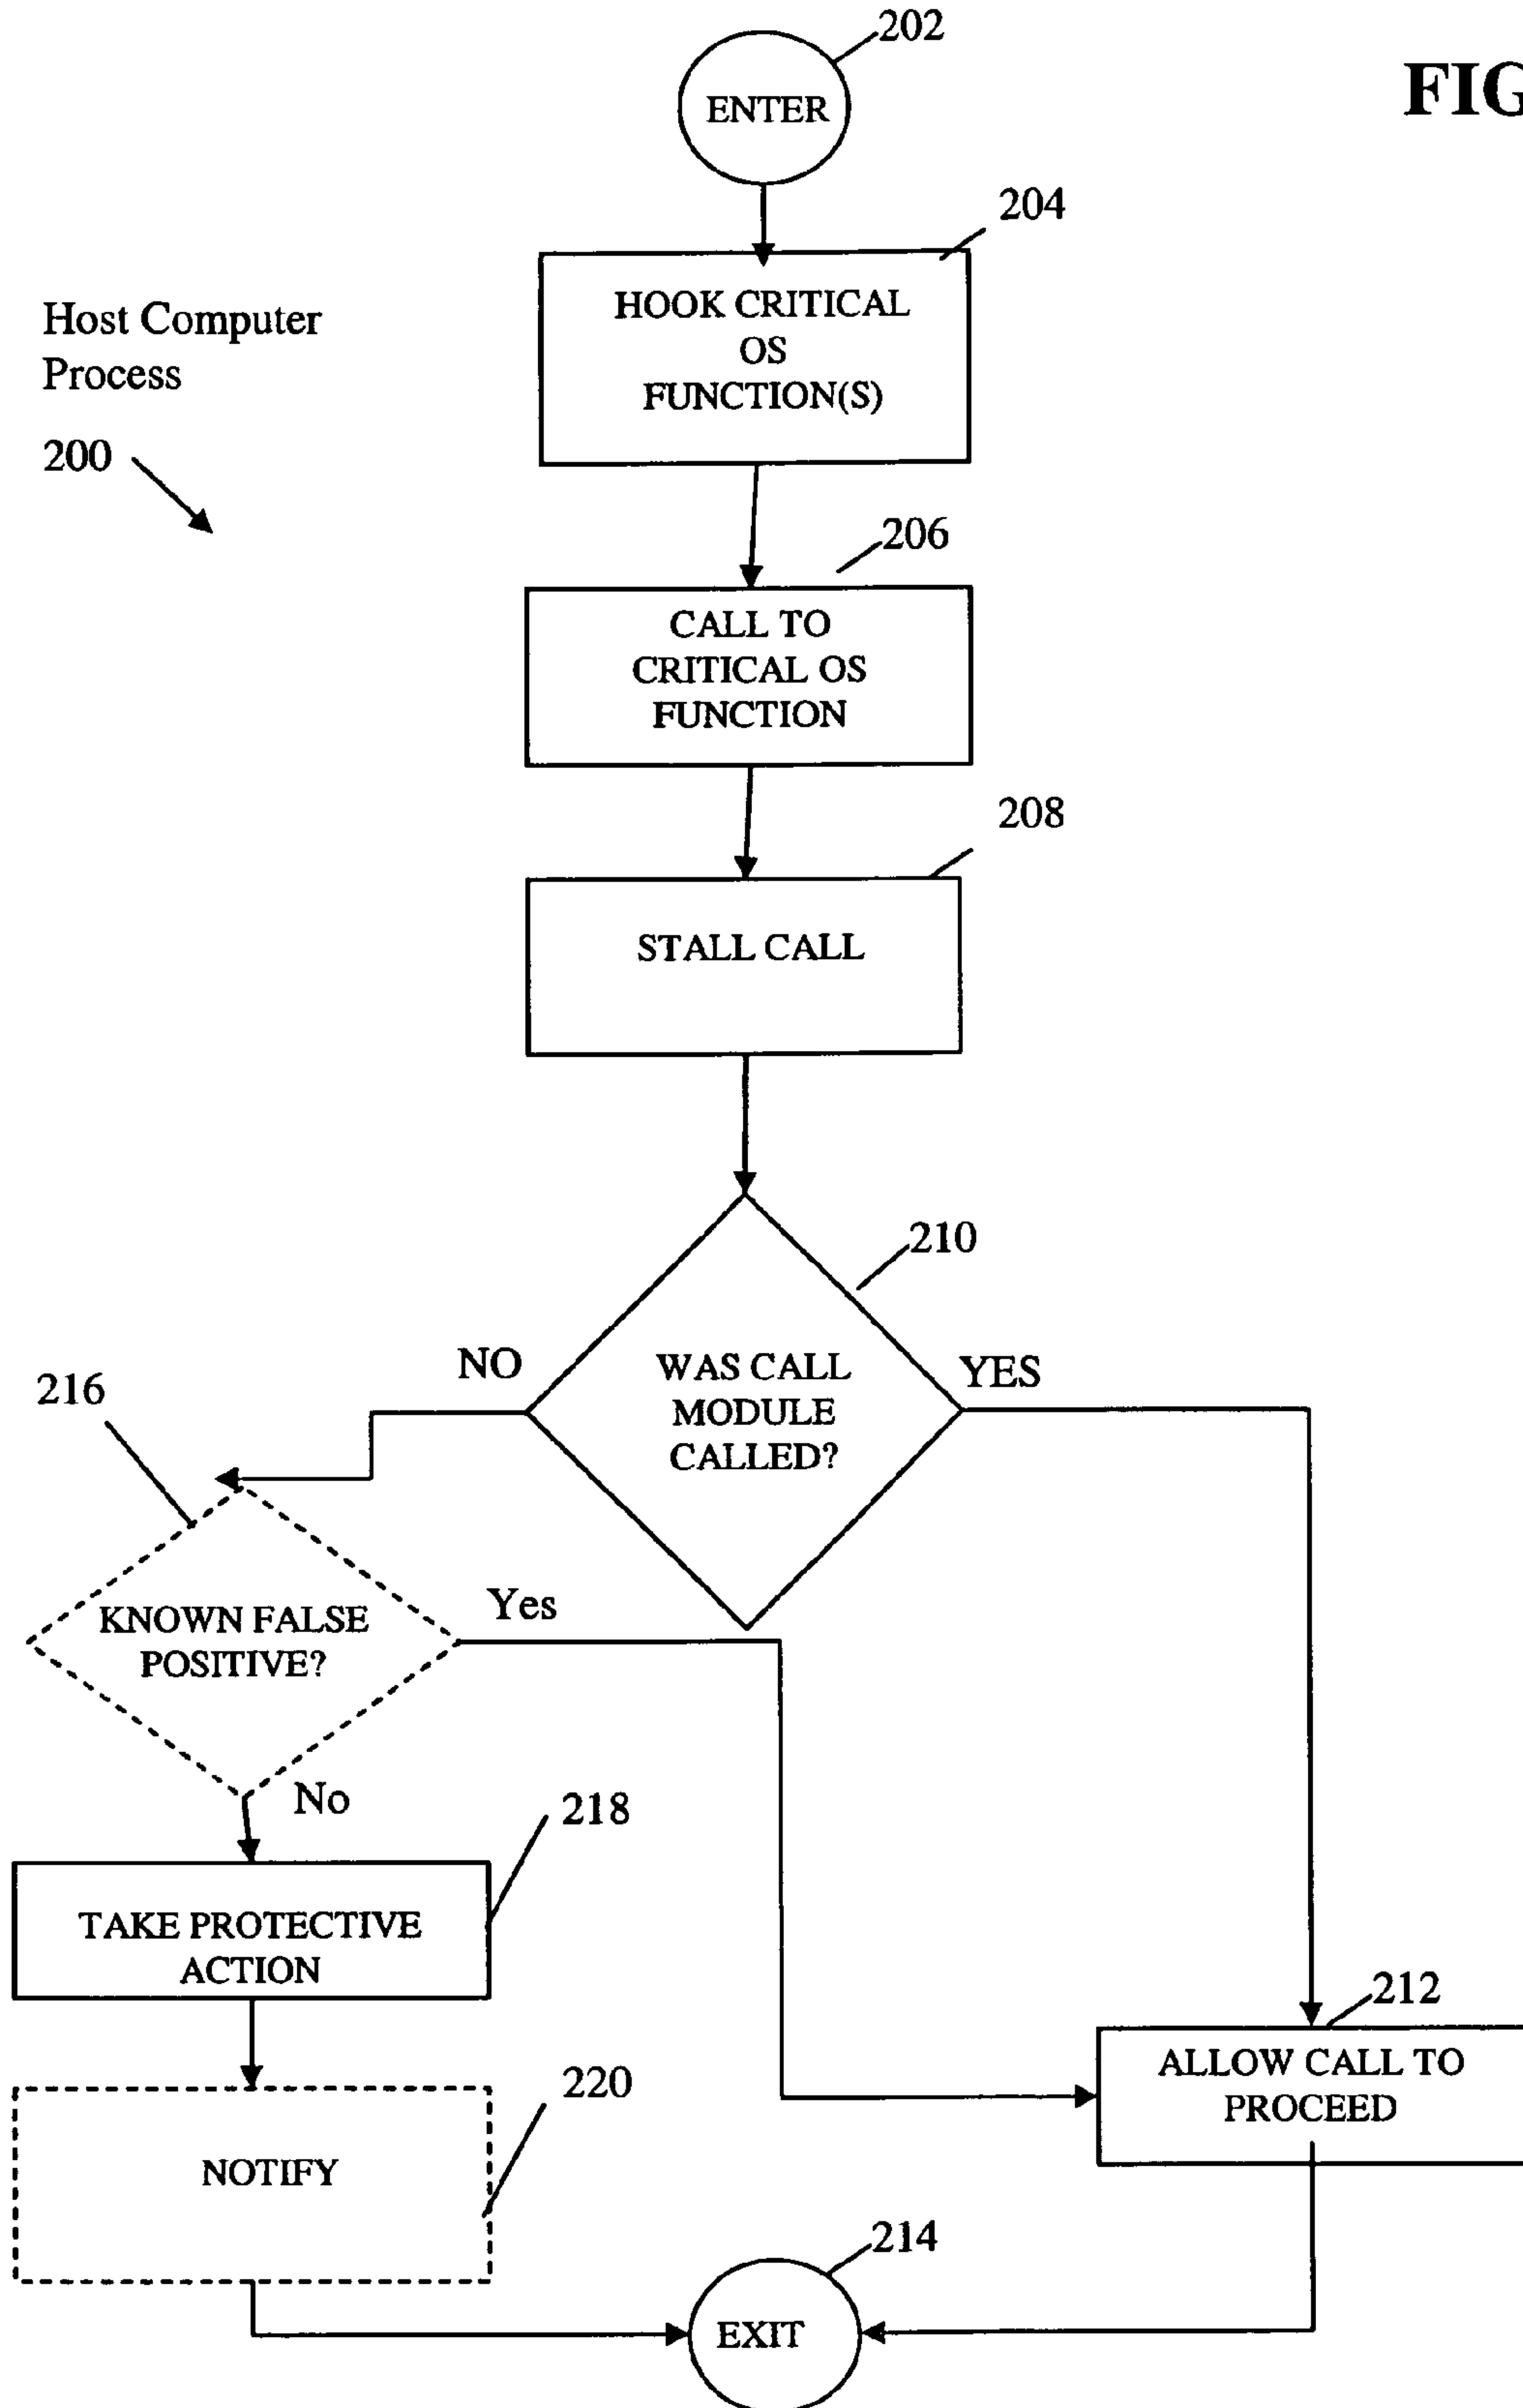 202
ENTER
FIG
204
HOOK CRITICAL
OS
FUNCTION(S)
Host Computer
Process
200
206
CALL TO
CRITICAL OS
FUNCTION
208
STALL CALL
210
NO
WAS CALL
MODULE
CALLED?
YES
216
KNOWN FALSE
POSITIVE?
Yes
No
218
TAKE PROTECTIVE
ACTION
212
ALLOW CALL TO
PROCEED
220
NOTIFY
214
EXIT